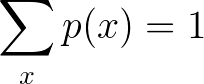 ∑ₓ p(x) = 1